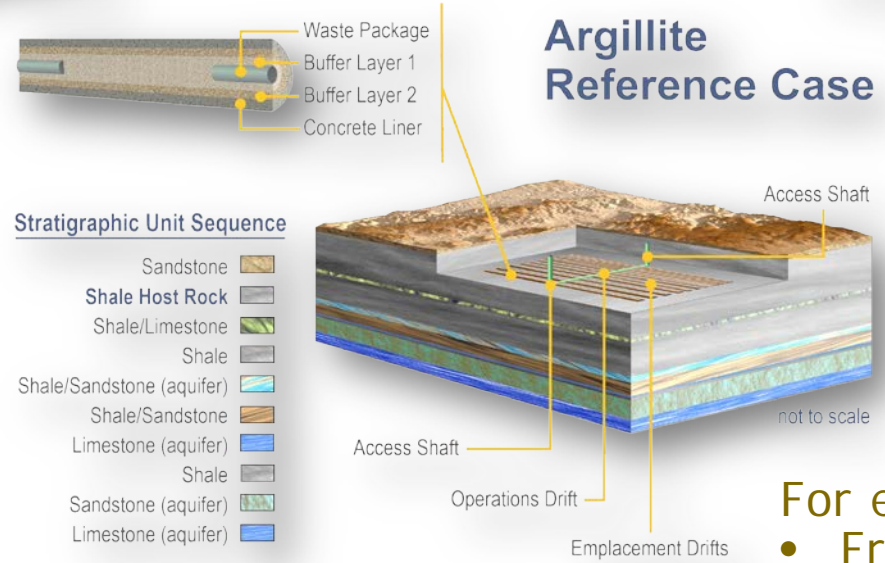 Waste Package
Buffer Layer 1
Buffer Layer 2
Concrete Liner
Argillite
Reference Case
Access Shaft
Stratigraphic Unit Sequence
Sandstone
Shale Host Rock
Shale/Limestone
Shale
Shale/Sandstone (aquifer)
Shale/Sandstone
Limestone (aquifer)
Shale
Sandstone (aquifer)
Limestone (aquifer)
not to scale
Access Shaft
Operations Drift
Emplacement Drifts
For